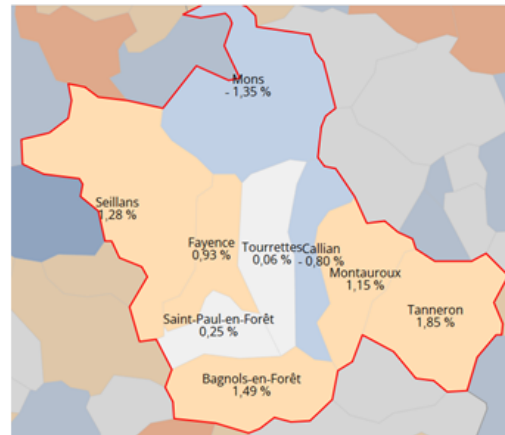 Mons
- 1,35 %
Seillans
1,28 %
Fayence
0,93 %
Tourrettes
0,06 %
Callian
- 0,80 %
Montauroux
1,15 %
Tanneron
1,85 %
Saint-Paul-en-Forêt
0,25 %
Bagnols-en-Forêt
1,49 %